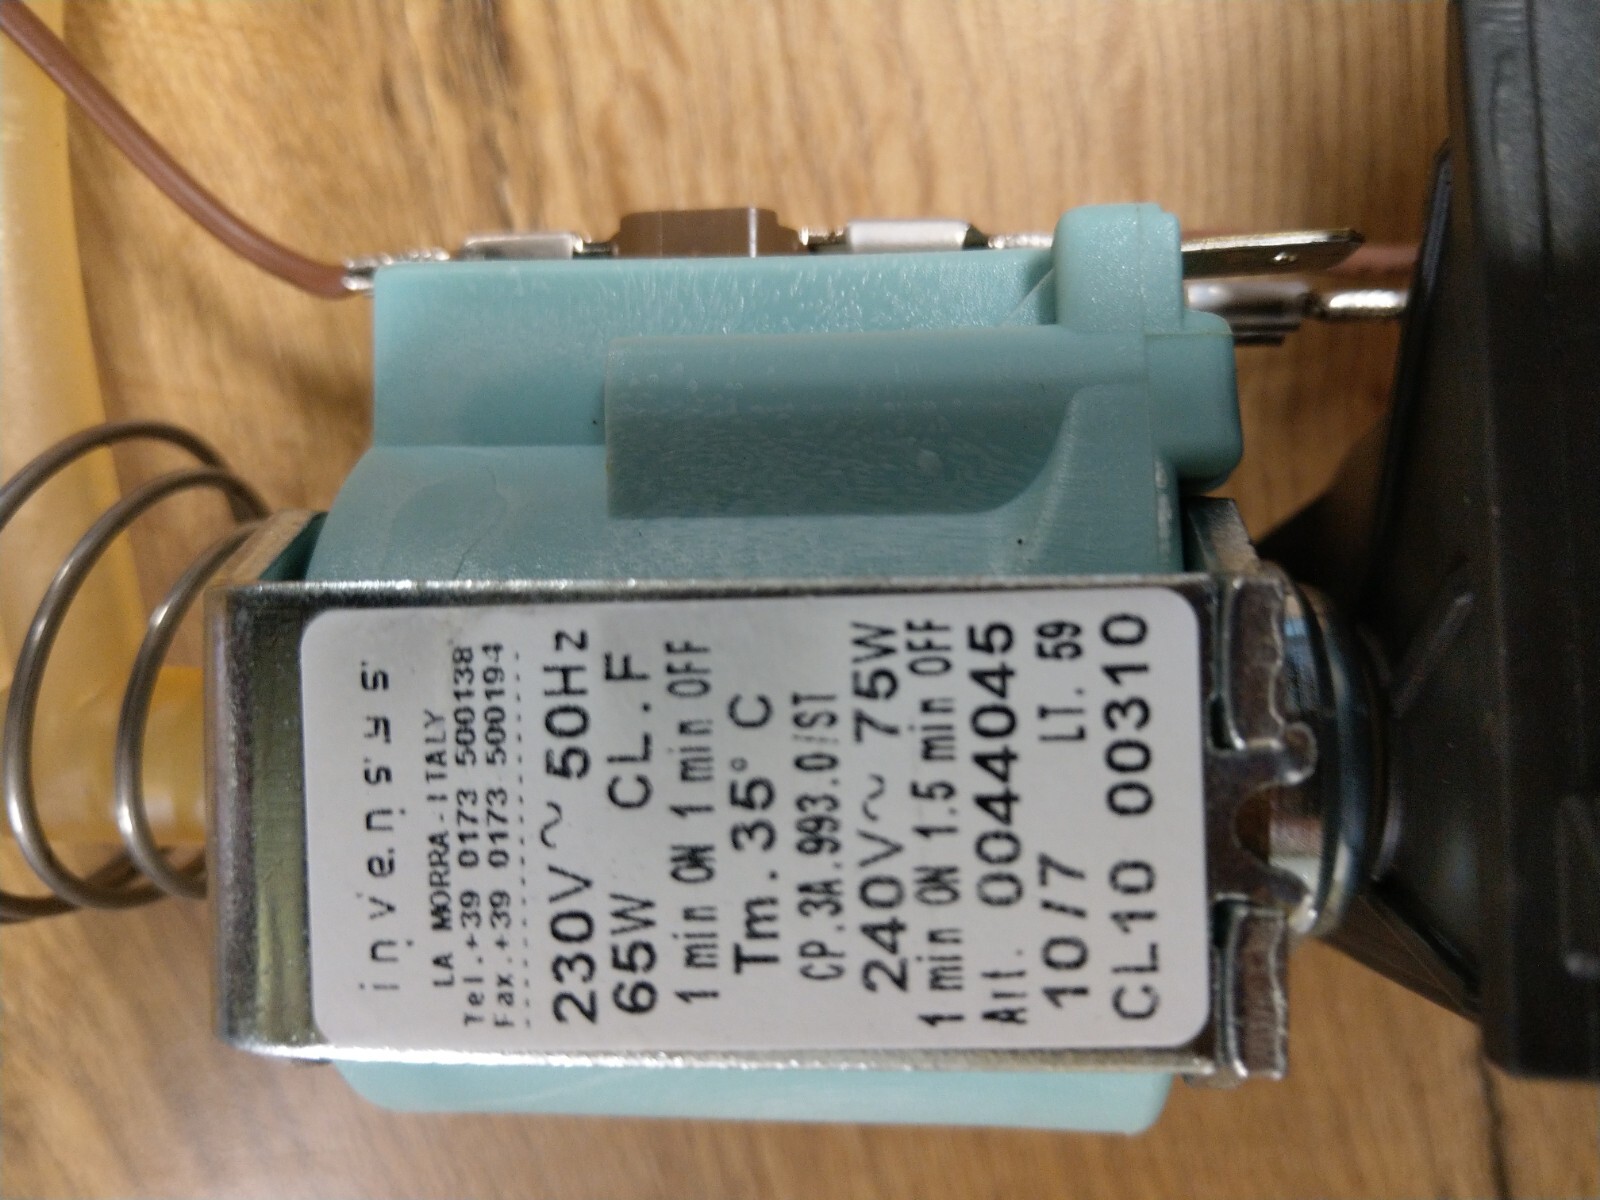 invensys
LA MORRA-ITALY
Tel.+39 0173 500138
Fax.+39 0173 500194
230V~ 50Hz
65W CL.F
1 min ON 1 min OFF
Tm.35° C
CP.3A.993.0/ST
240V~ 75W
1 min ON 1.5 min OFF
Art. 0044045
10/7 LT. 59
CL10 00310